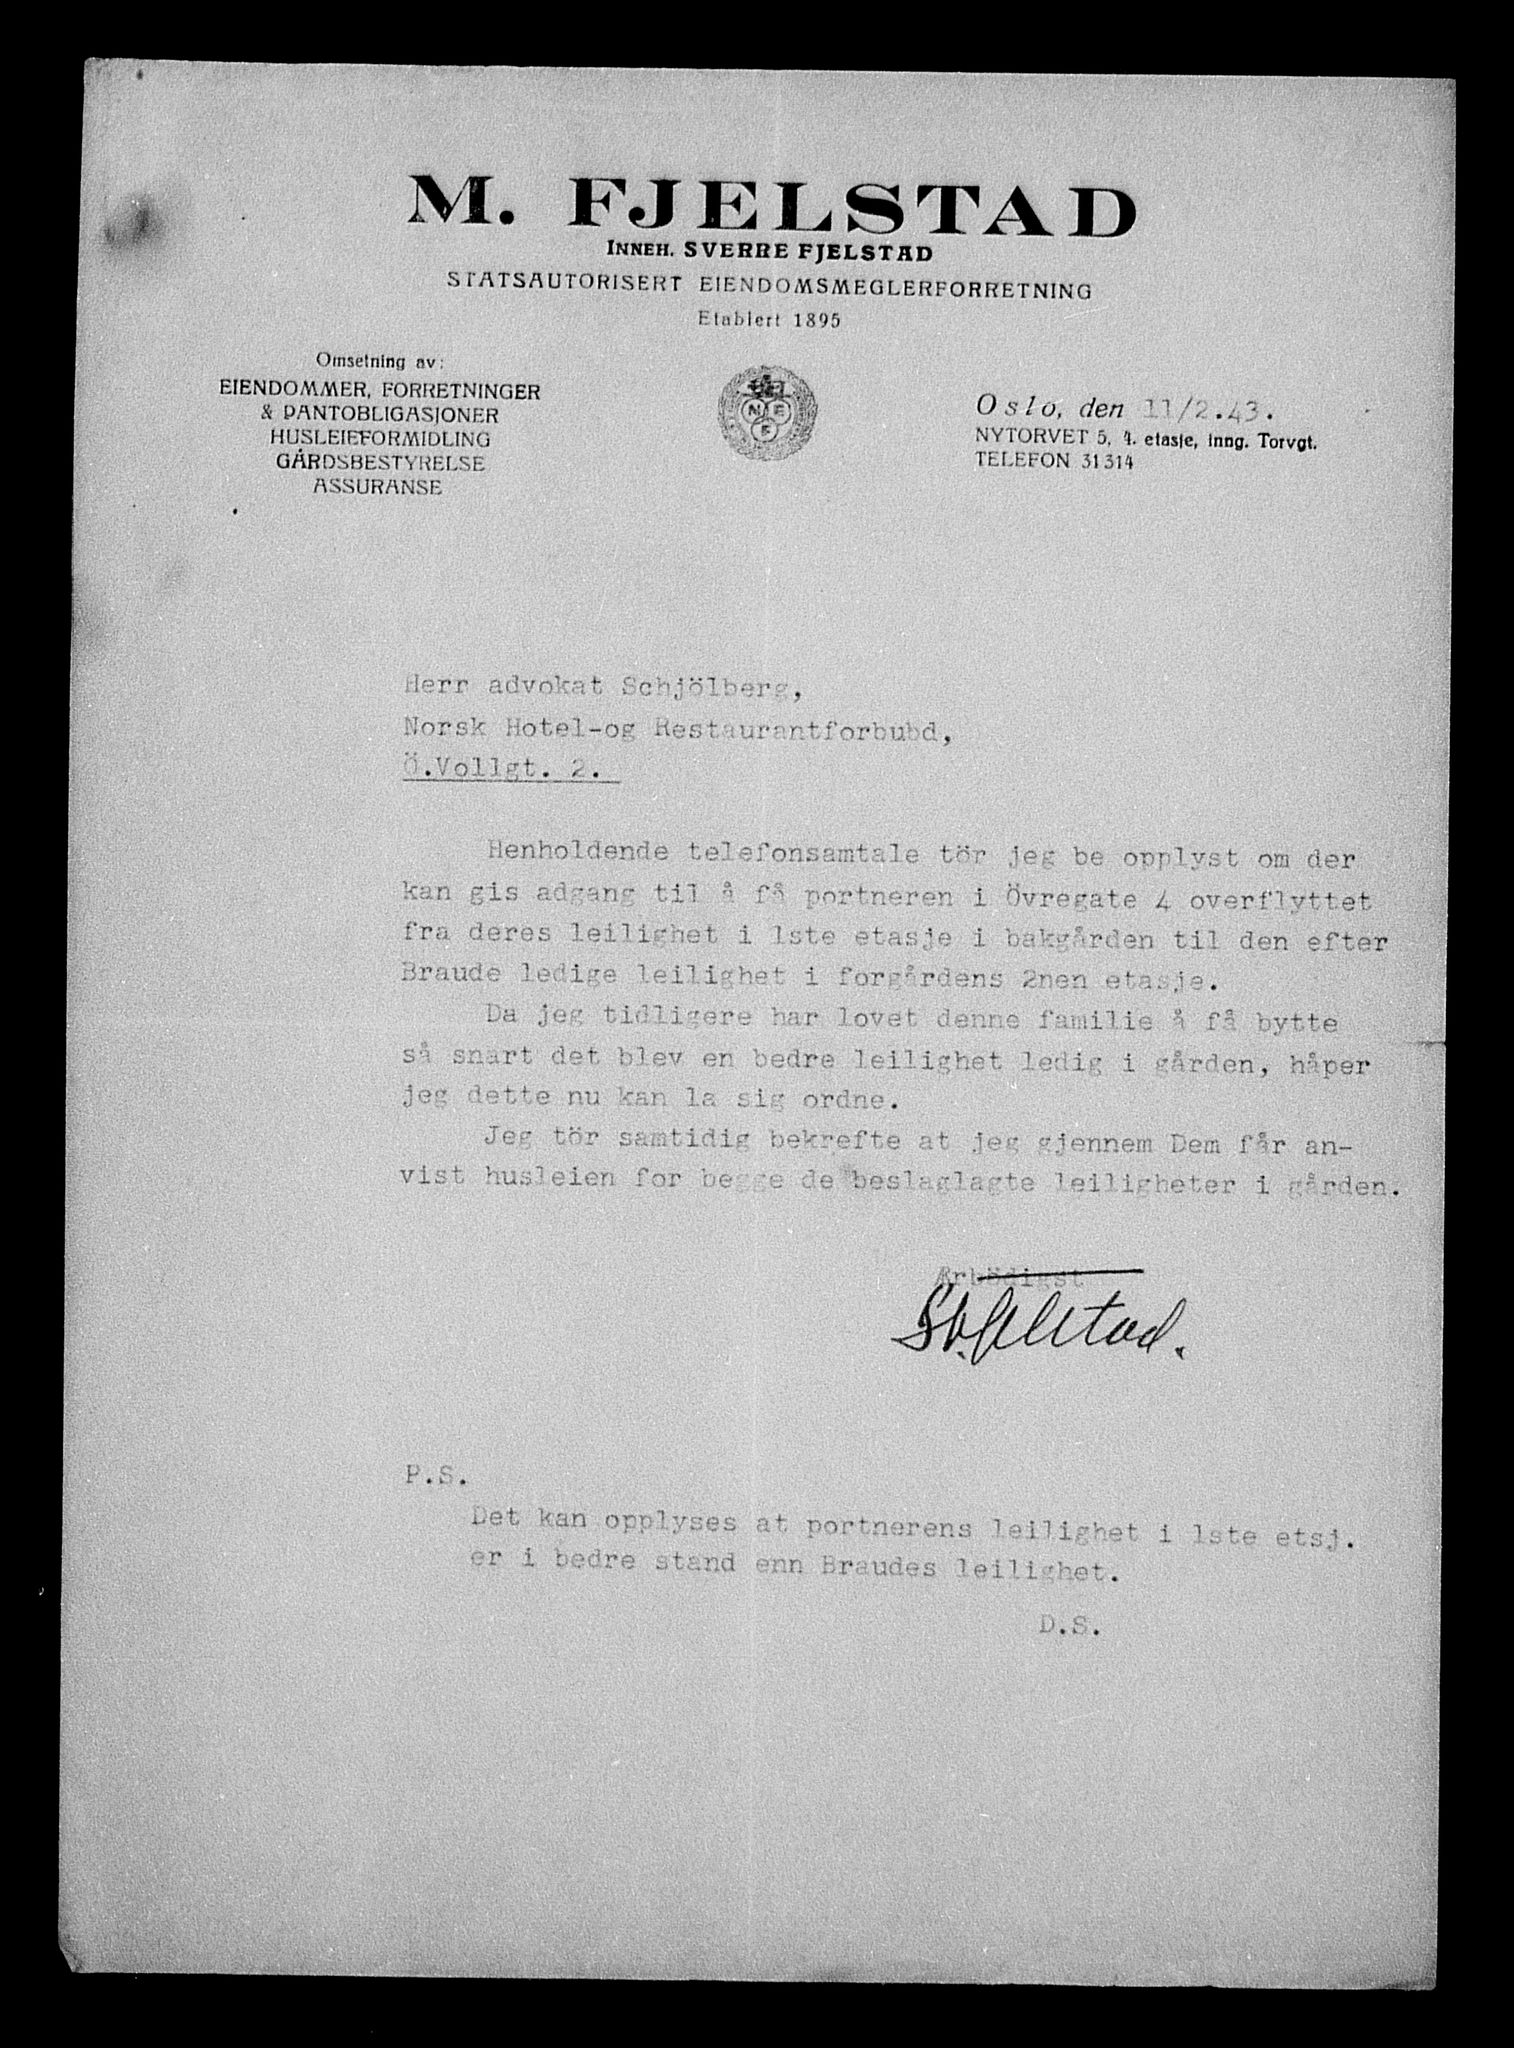 M. FJELSTAD
INNEH. SVERRE FJELSTAD
STATSAUTORISERT EIENDOMSMEGLERFORRETNING
Etablert 1895
Omsetning av:
EIENDOMMER, FORRETNINGER
& PANTOBLIGASJONER
HUSLEIEFORMIDLING
GÅRDSBESTYRELSE
ASSURANSE
N E F
Oslo, den 11/2.43.
NYTORVET 5, 4. etasje, inng. Torvgt.
TELEFON 31314
Herr advokat Schjölberg,
Norsk Hotel-og Restaurantforbubd,
Ö.Vollgt. 2.
Henholdende telefonsamtale tör jeg be opplyst om der
kan gis adgang til å få portneren i Övregate 4 overflyttet
fra deres leilighet i 1ste etasje i bakgården til den efter
Braude ledige leilighet i forgårdens 2nen etasje.
Da jeg tidligere har lovet denne familie å få bytte
så snart det blev en bedre leilighet ledig i gården, håper
jeg dette nu kan la sig ordne.
Jeg tör samtidig bekrefte at jeg gjennem Dem får an-
vist husleien for begge de beslaglagte leiligheter i gården.
Ærbödigst
Sv. Fjelstad.
P.S.
Det kan opplyses at portnerens leilighet i 1ste etsj.
er i bedre stand enn Braudes leilighet.
D.S.